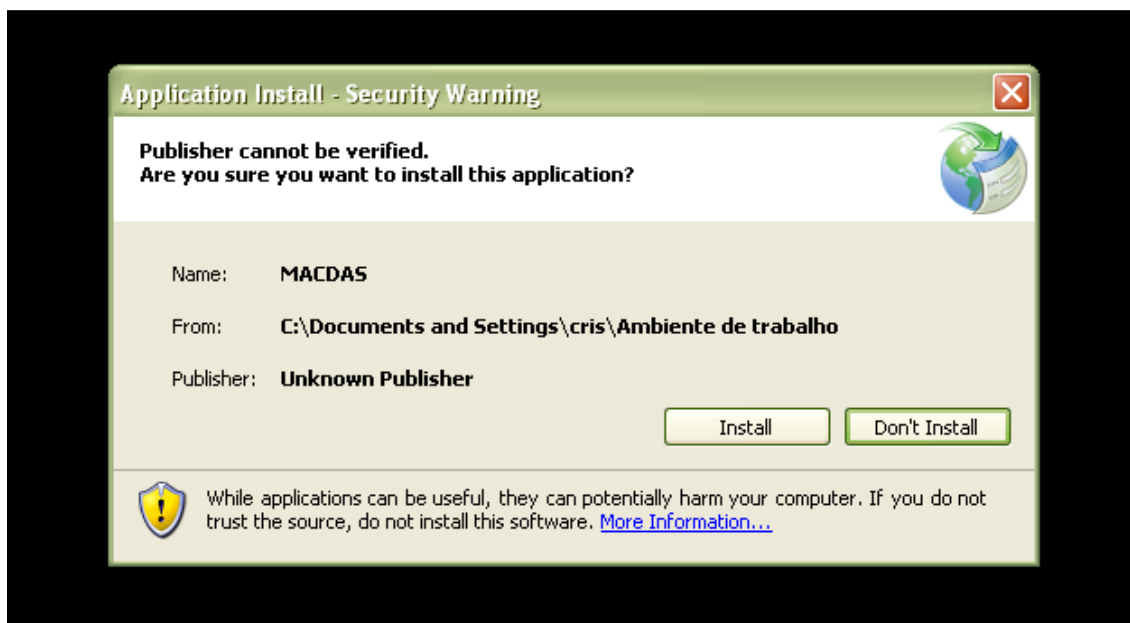 Application Install - Security Warning
Publisher cannot be verified.
Are you sure you want to install this application?
Name: MACDAS
From: C:\Documents and Settings\cris\Ambiente de trabalho
Publisher: Unknown Publisher
Install Don't Install
While applications can be useful, they can potentially harm your computer. If you do not
trust the source, do not install this software. More Information...